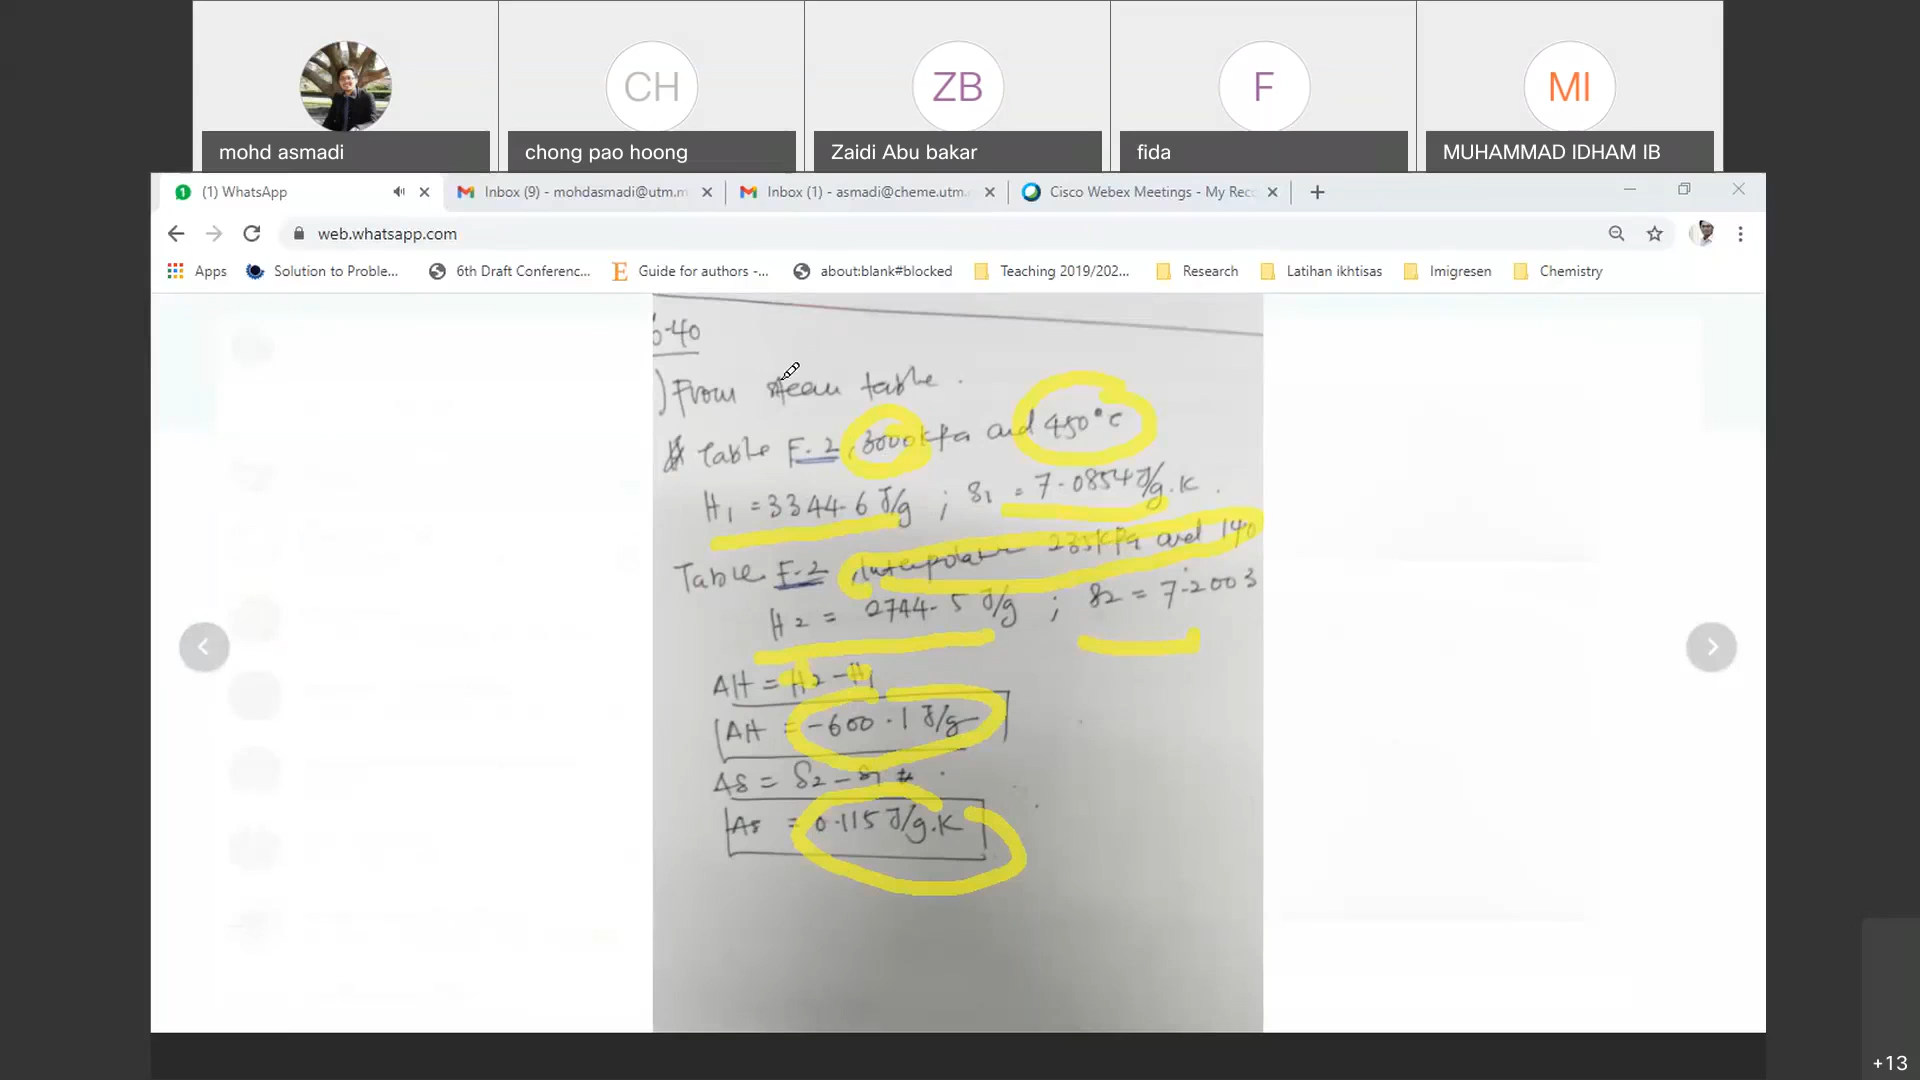 CH
ZB
F
MI
mohd asmadi
chong pao hoong
Zaidi Abu bakar
fida
MUHAMMAD IDHAM IB
(1) WhatsApp
Inbox (9) - mohdasmadi@utm.m
Inbox (1) - asmadi@cheme.utm.
Cisco Webex Meetings - My Rec
web.whatsapp.com
Apps
Solution to Proble...
6th Draft Conferenc...
Guide for authors -...
about:blank#blocked
Teaching 2019/202...
Research
Latihan ikhtisas
Imigresen
Chemistry
6-40
) From steam table.
Table F-2, 3000kPa and 450°C
H1 = 3344.6 J/g ; S1 = 7.0854 J/g.K.
Table F-2, 235kPa and 140
H2 = 2744.5 J/g ; S2 = 7.2003
ΔH = H2 - H1
ΔH = -600.1 J/g
ΔS = S2 - S1
ΔS = 0.115 J/g.K
+13